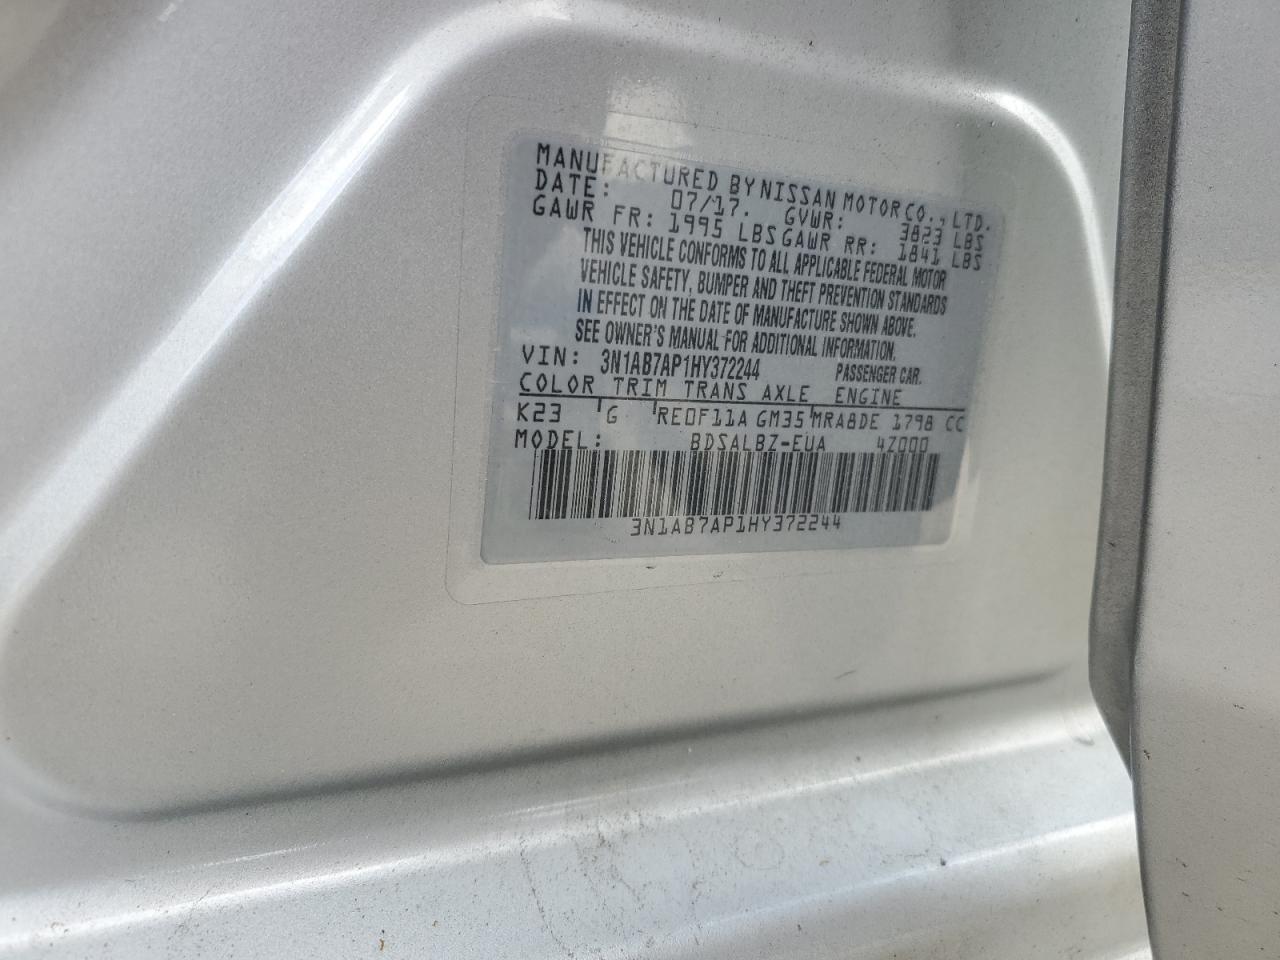 MANUFACTURED BY NISSAN MOTOR CO., LTD.
DATE: 07/17. GVWR: 3823 LBS
GAWR FR: 1995 LBS GAWR RR: 1841 LBS
THIS VEHICLE CONFORMS TO ALL APPLICABLE FEDERAL MOTOR
VEHICLE SAFETY, BUMPER AND THEFT PREVENTION STANDARDS
IN EFFECT ON THE DATE OF MANUFACTURE SHOWN ABOVE.
SEE OWNER'S MANUAL FOR ADDITIONAL INFORMATION.
VIN: 3N1AB7AP1HY372244 PASSENGER CAR.
COLOR TRIM TRANS AXLE ENGINE
K23 G RE0F11A GM35 MRA8DE 1798 CC
MODEL: BDSALBZ-EUA 4Z000
3N1AB7AP1HY372244